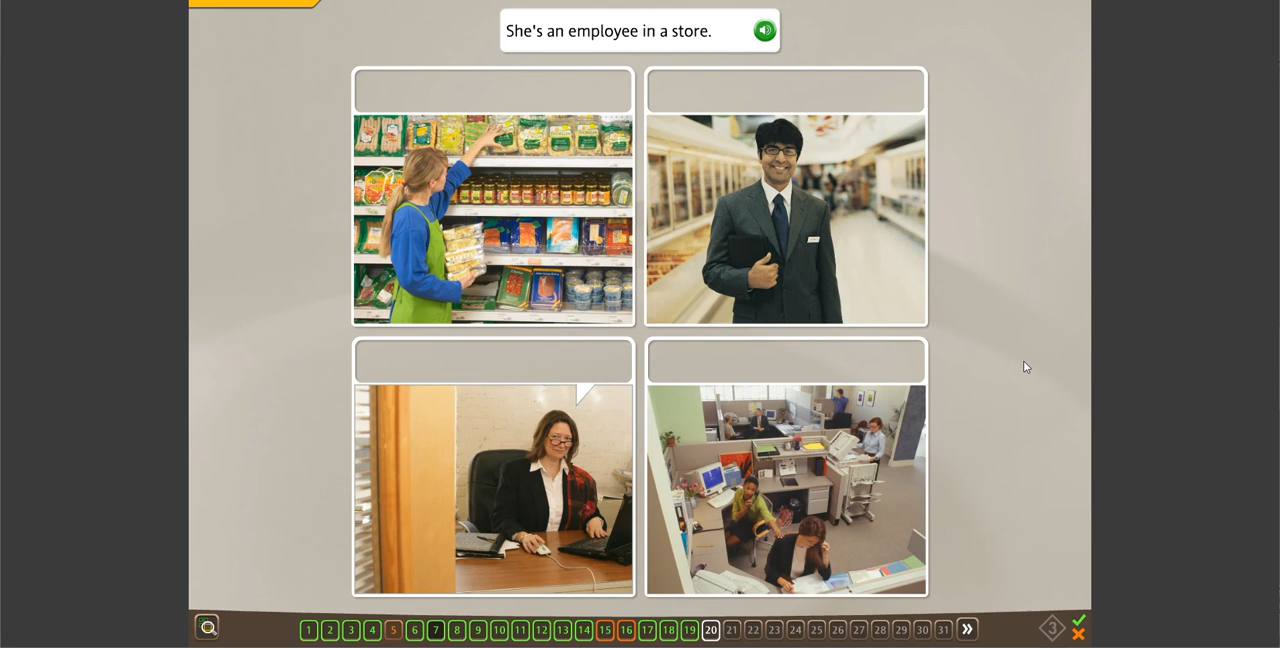 She's an employee in a store.
1 2 3 4 5 6 7 8 9 10 11 12 13 14 15 16 17 18 19 20 21 22 23 24 25 26 27 28 29 30 31 »
3